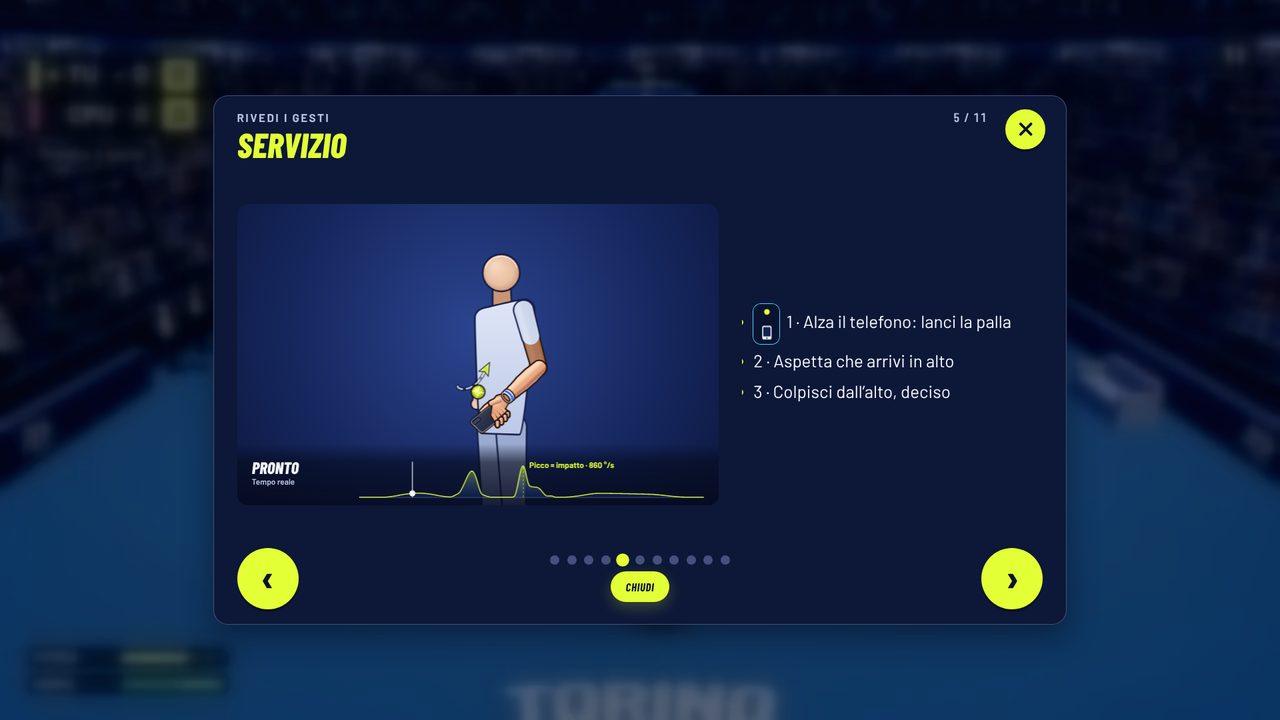 RIVEDI I GESTI
SERVIZIO
5 / 11
✕
1 · Alza il telefono: lanci la palla
2 · Aspetta che arrivi in alto
3 · Colpisci dall'alto, deciso
PRONTO
Tempo reale
Picco = impatto · 860 °/s
‹
CHIUDI
›
TORINO